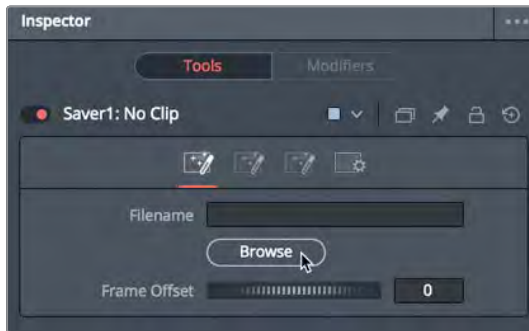 Inspector
Tools Modifiers
Saver1: No Clip
Filename
Browse
Frame Offset 0